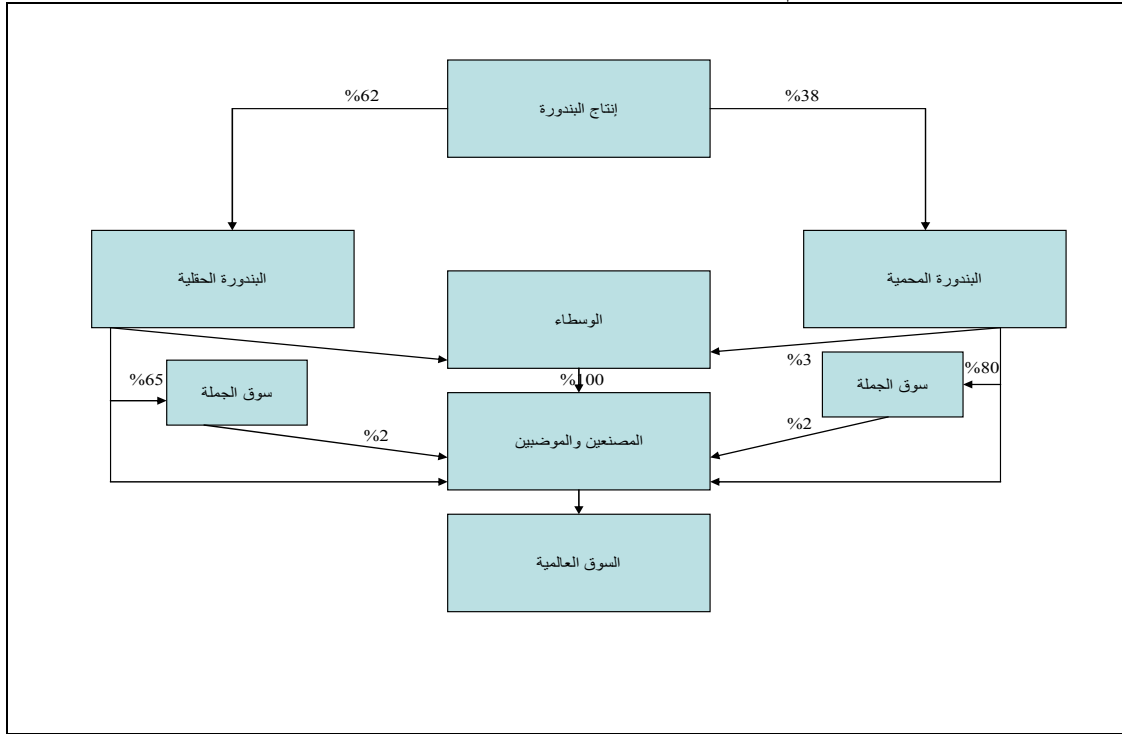 إنتاج البندورة
%38
%62
البندورة المحمية
البندورة الحقلية
الوسطاء
%3
%80
سوق الجملة
%65
سوق الجملة
%100
%2
%2
المصنعين والموضبين
السوق العالمية